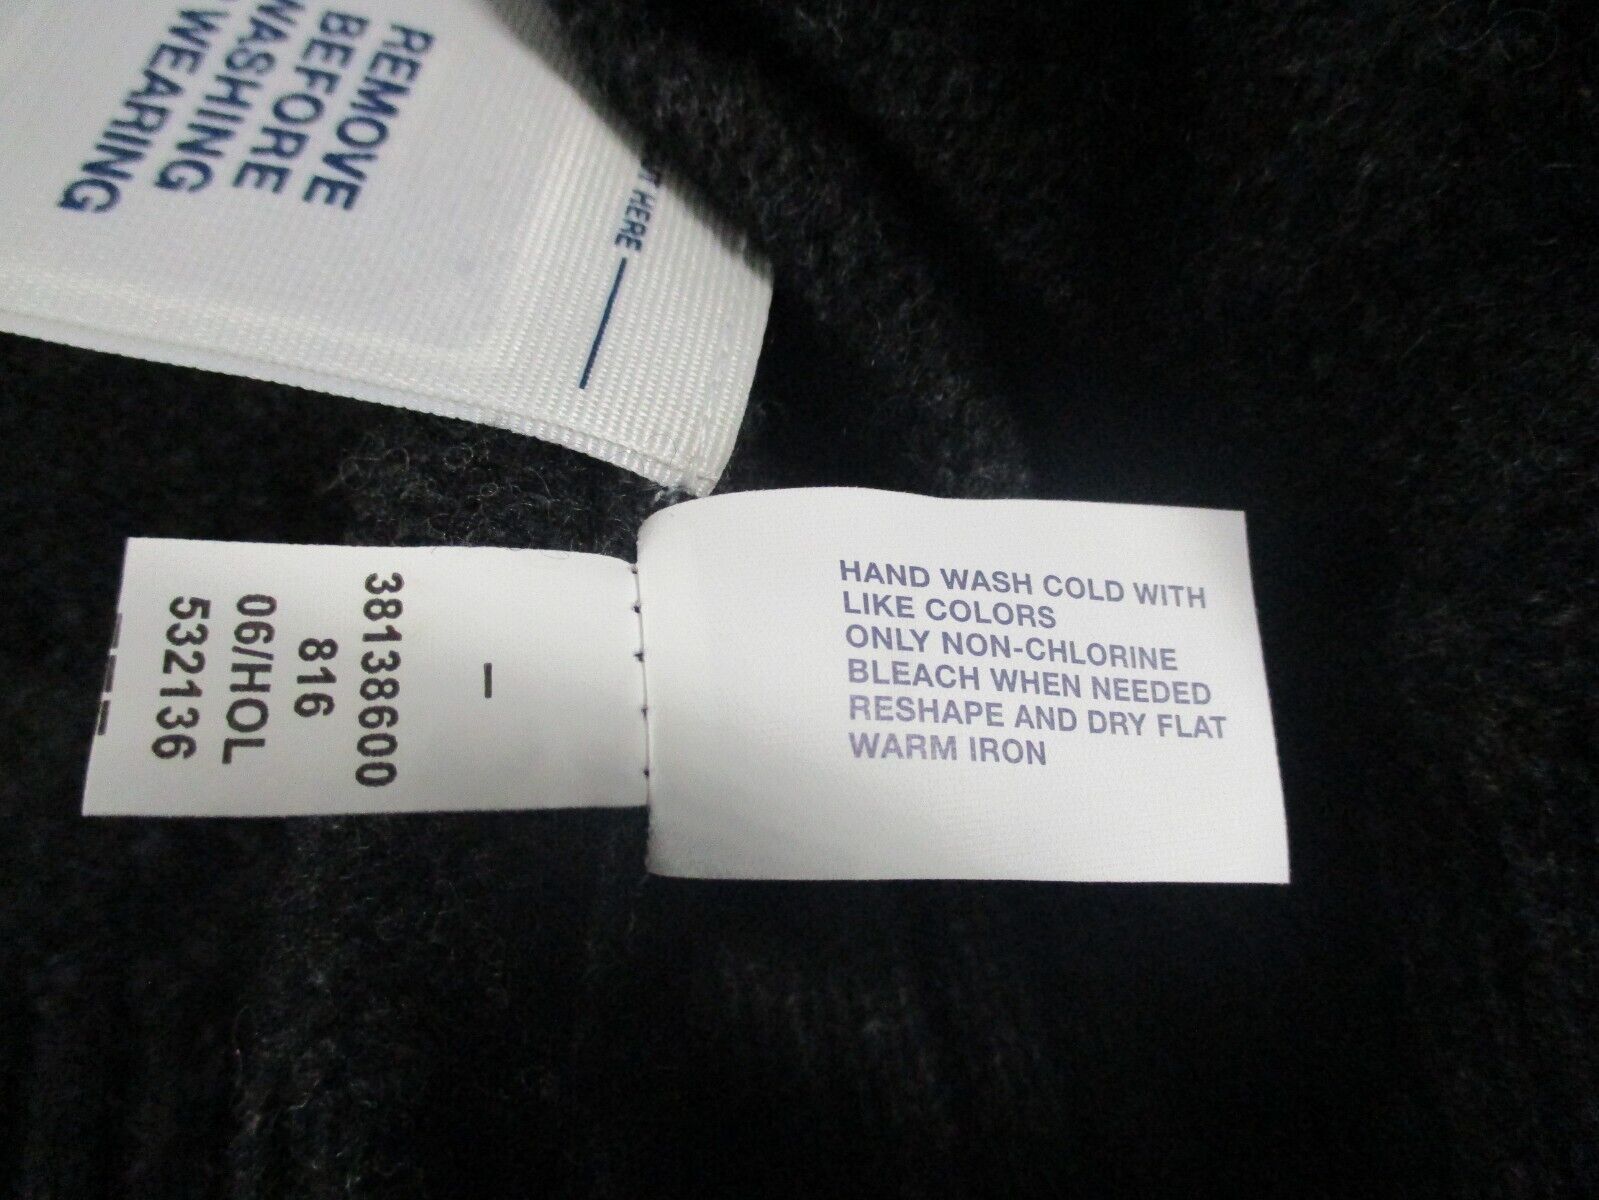 REMOVE
BEFORE
WASHING
WEARING
HERE
HAND WASH COLD WITH
LIKE COLORS
ONLY NON-CHLORINE
BLEACH WHEN NEEDED
RESHAPE AND DRY FLAT
WARM IRON
3813868600
816
06/HOL
532136